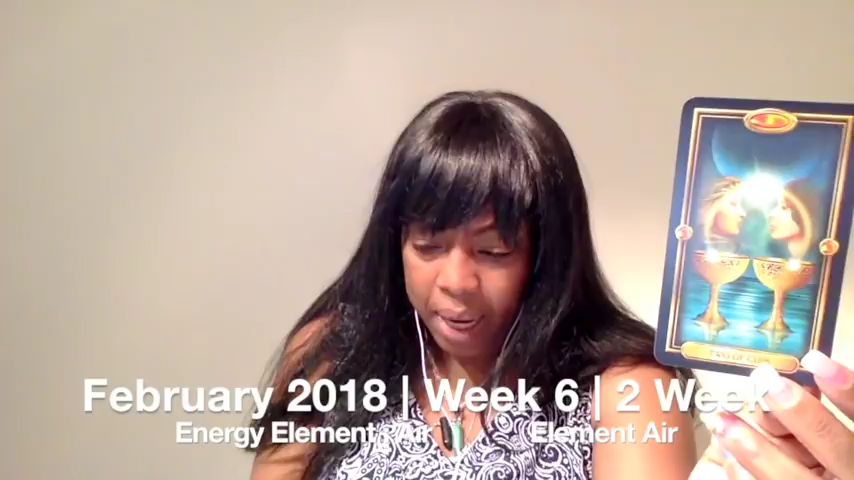 TWO OF CUPS
February 2018 | Week 6 | 2 Week
Energy Element - Air
Element Air